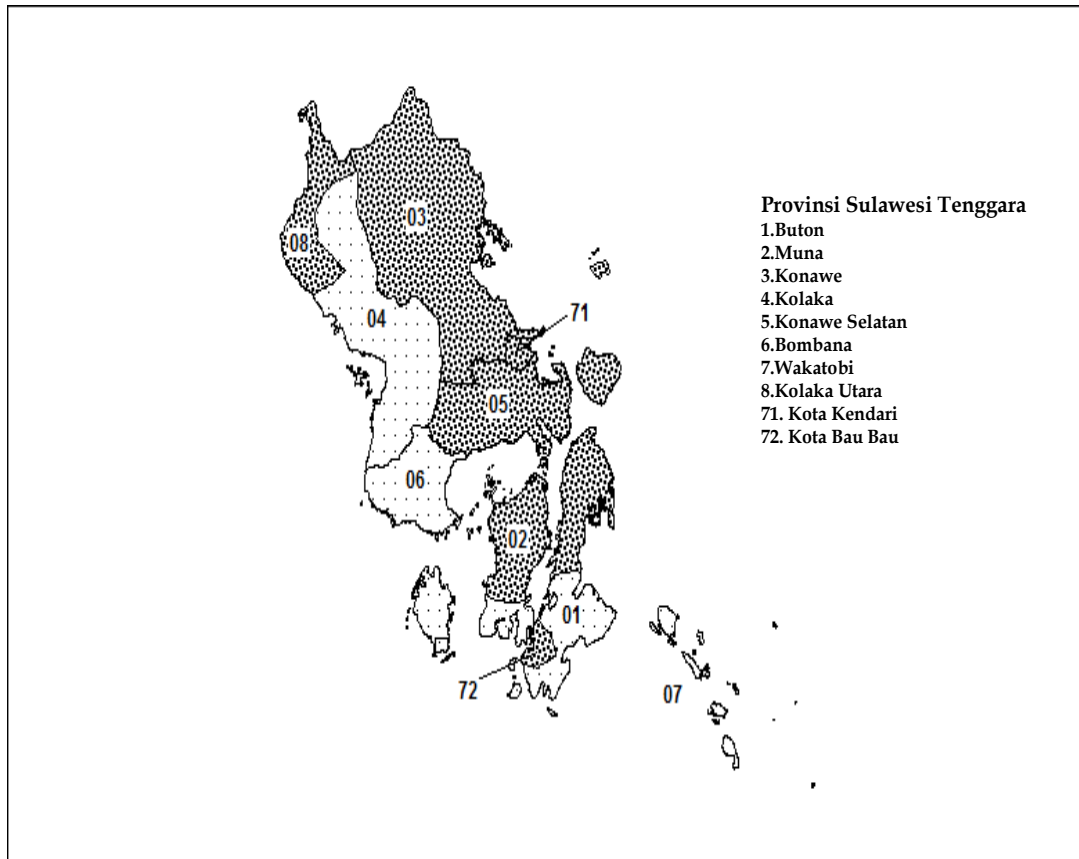 03
08
71
04
05
06
02
01
72
07
Provinsi Sulawesi Tenggara
1.Buton
2.Muna
3.Konawe
4.Kolaka
5.Konawe Selatan
6.Bombana
7.Wakatobi
8.Kolaka Utara
71. Kota Kendari
72. Kota Bau Bau